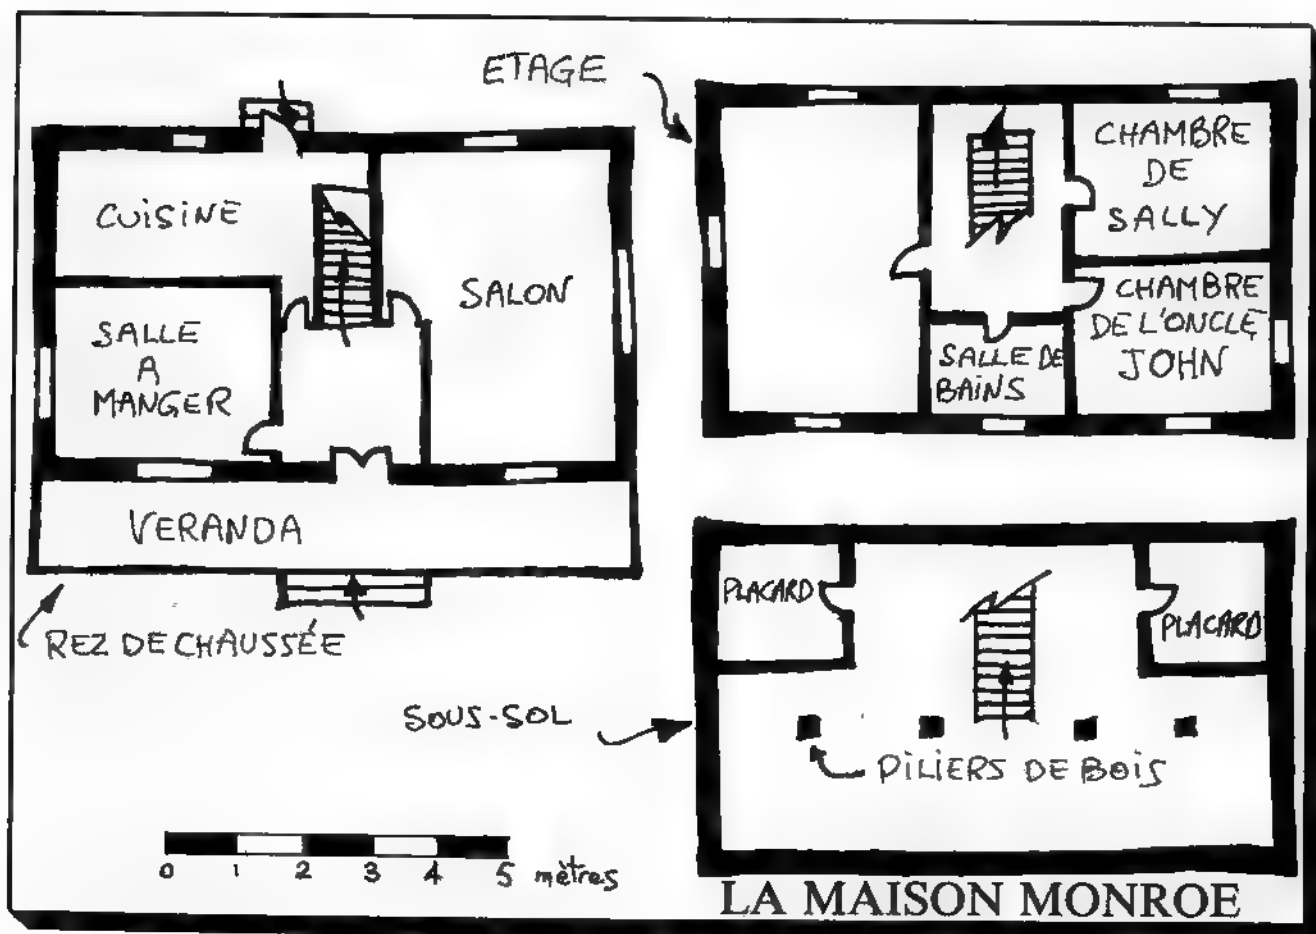 ETAGE
CUISINE
SALON
SALLE
A
MANGER
VERANDA
REZ DE CHAUSSÉE
CHAMBRE
DE
SALLY
CHAMBRE
DE L'ONCLE
JOHN
SALLE DE
BAINS
PLACARD
PLACARD
SOUS-SOL
PILIERS DE BOIS
0 1 2 3 4 5 mètres
LA MAISON MONROE